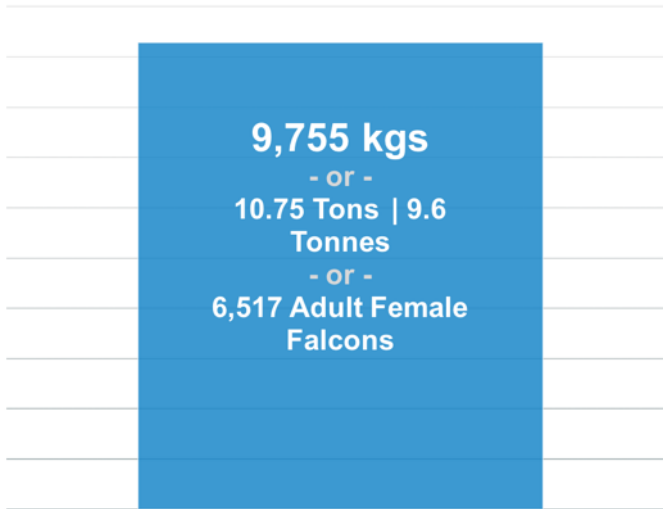 9,755 kgs
- or -
10.75 Tons | 9.6
Tonnes
- or -
6,517 Adult Female
Falcons